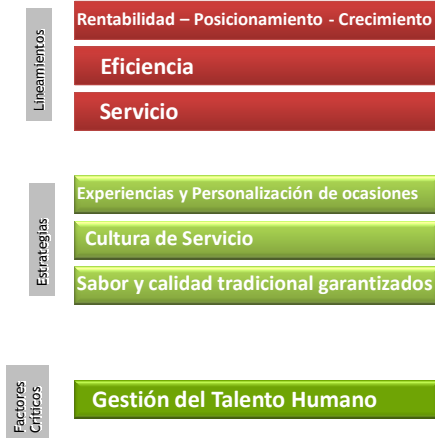 Lineamientos
Rentabilidad – Posicionamiento - Crecimiento
Eficiencia
Servicio
Estrategias
Experiencias y Personalización de ocasiones
Cultura de Servicio
Sabor y calidad tradicional garantizados
Factores
Críticos
Gestión del Talento Humano